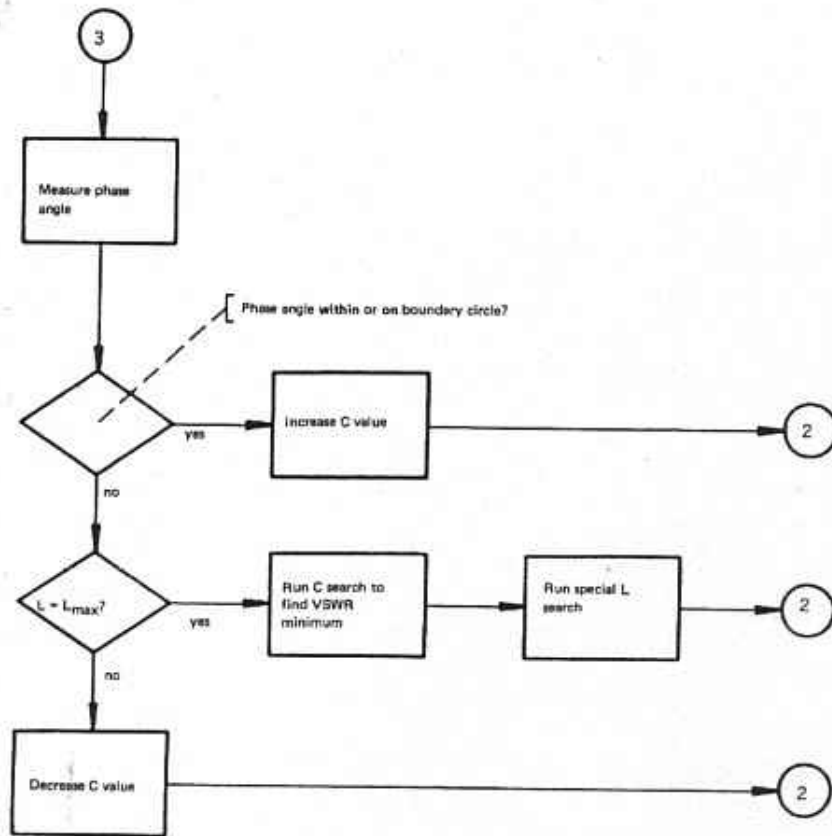 3
Measure phase
angle
Phase angle within or on boundary circle?
yes
Increase C value
2
no
L = Lmax?
yes
Run C search to
find VSWR
minimum
Run special L
search
2
no
Decrease C value
2